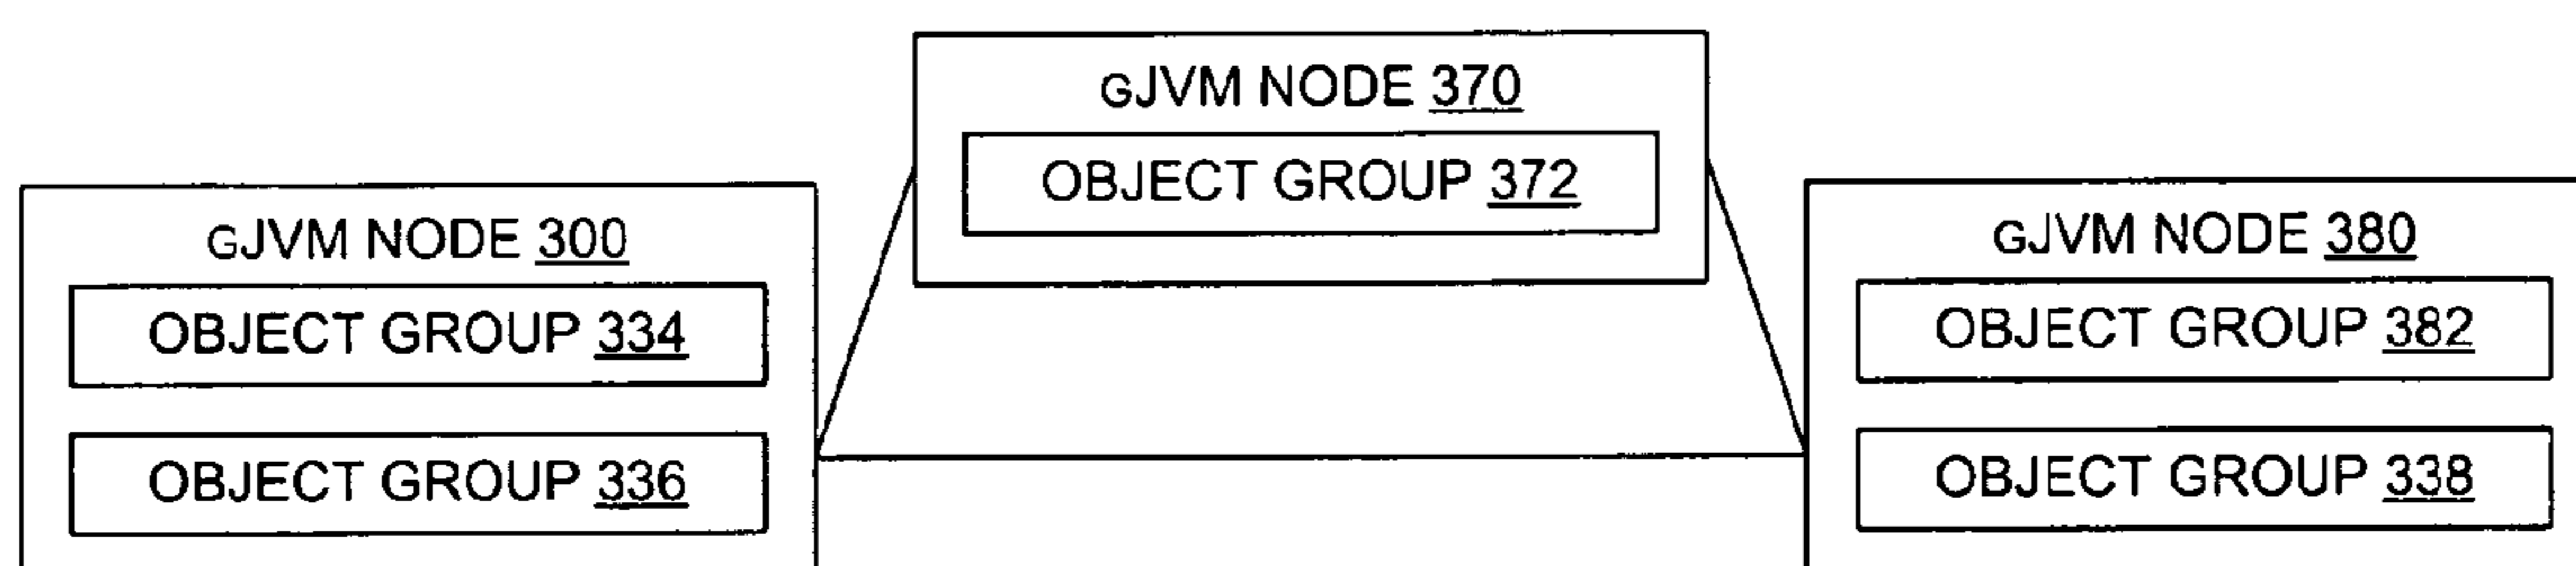 GJVM NODE 370
OBJECT GROUP 372
GJVM NODE 300
OBJECT GROUP 334
OBJECT GROUP 336
GJVM NODE 380
OBJECT GROUP 382
OBJECT GROUP 338